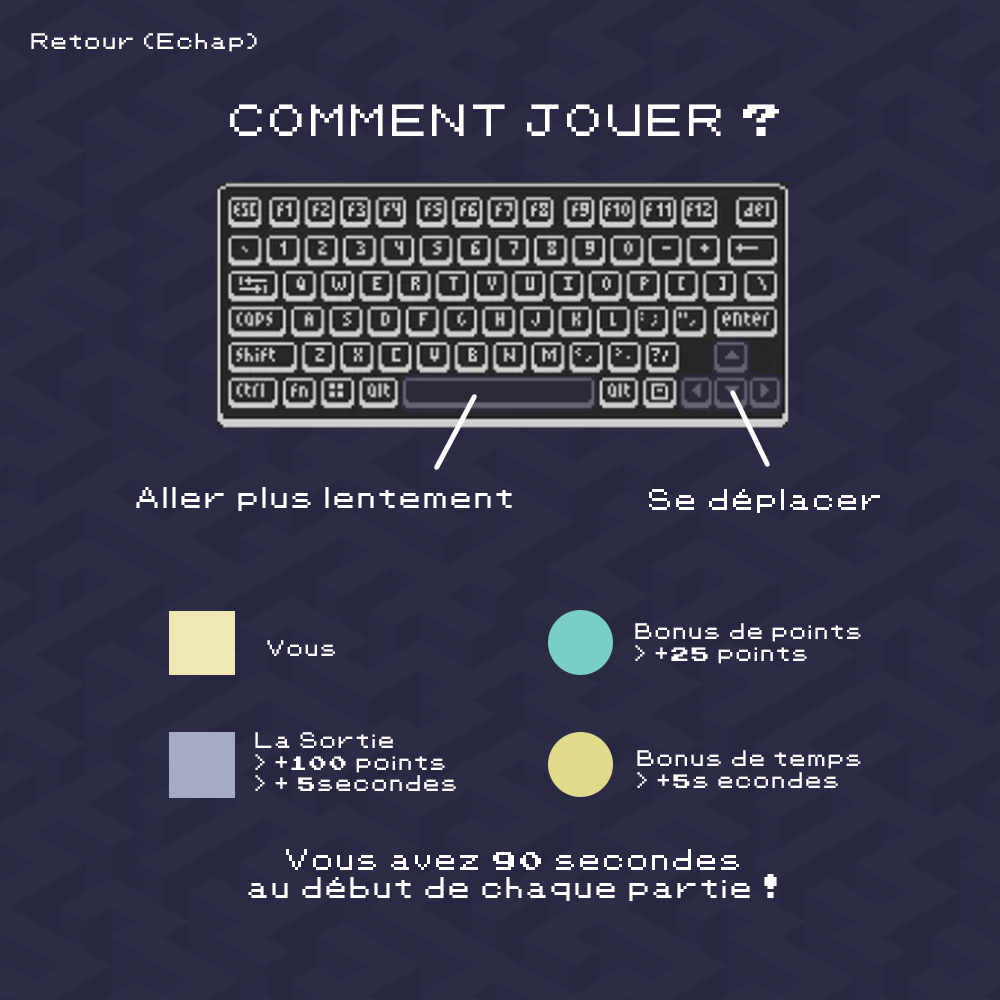 Retour (Echap)
COMMENT JOUER ?
ESC f1 f2 f3 f4 f5 f6 f7 f8 f9 f10 f11 f12 del
` 1 2 3 4 5 6 7 8 9 0 - + ←
Q W E R T Y U I O P [ ] \
caps A S D F G H J K L : ; " , enter
shift Z X C V B N M < , > . ? /
ctrl fn alt alt
Aller plus lentement
Se déplacer
Vous
Bonus de points
> +25 points
La Sortie
> +100 points
> + 5secondes
Bonus de temps
> +5s econdes
Vous avez 90 secondes
au début de chaque partie !